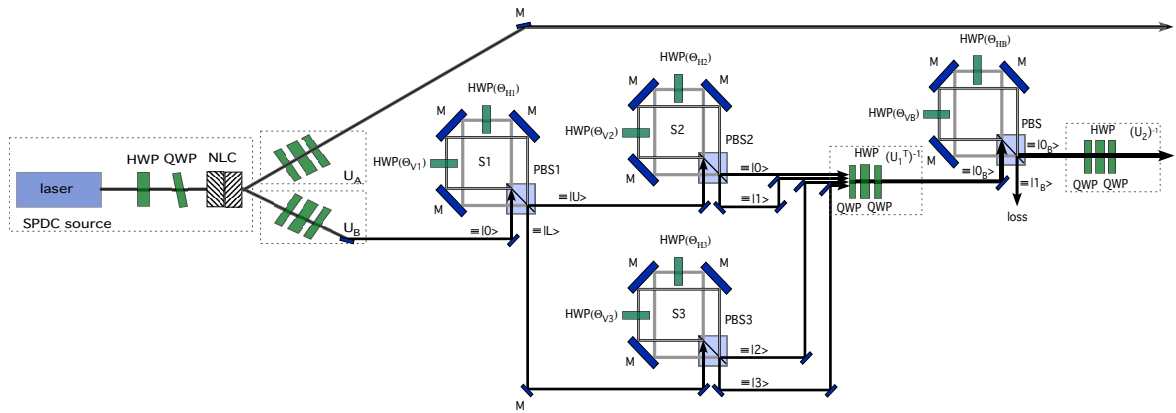 M
laser
SPDC source
HWP
QWP
NLC
U_A
U_B
≡|0>
M
M
HWP(Θ_H1)
HWP(Θ_V1)
S1
PBS1
M
≡|U>
≡|L>
M
M
HWP(Θ_H2)
M
HWP(Θ_V2)
S2
PBS2
M
≡|0>
≡|1>
M
HWP(Θ_H3)
M
HWP(Θ_V3)
S3
PBS3
M
≡|2>
≡|3>
HWP
(U_1^T)^-1
QWP QWP
M
HWP(Θ_HB)
M
HWP(Θ_VB)
PBS
M
≡|0_B>
≡|0_B>
≡|1_B>
loss
HWP
(U_2)^-1
QWP QWP